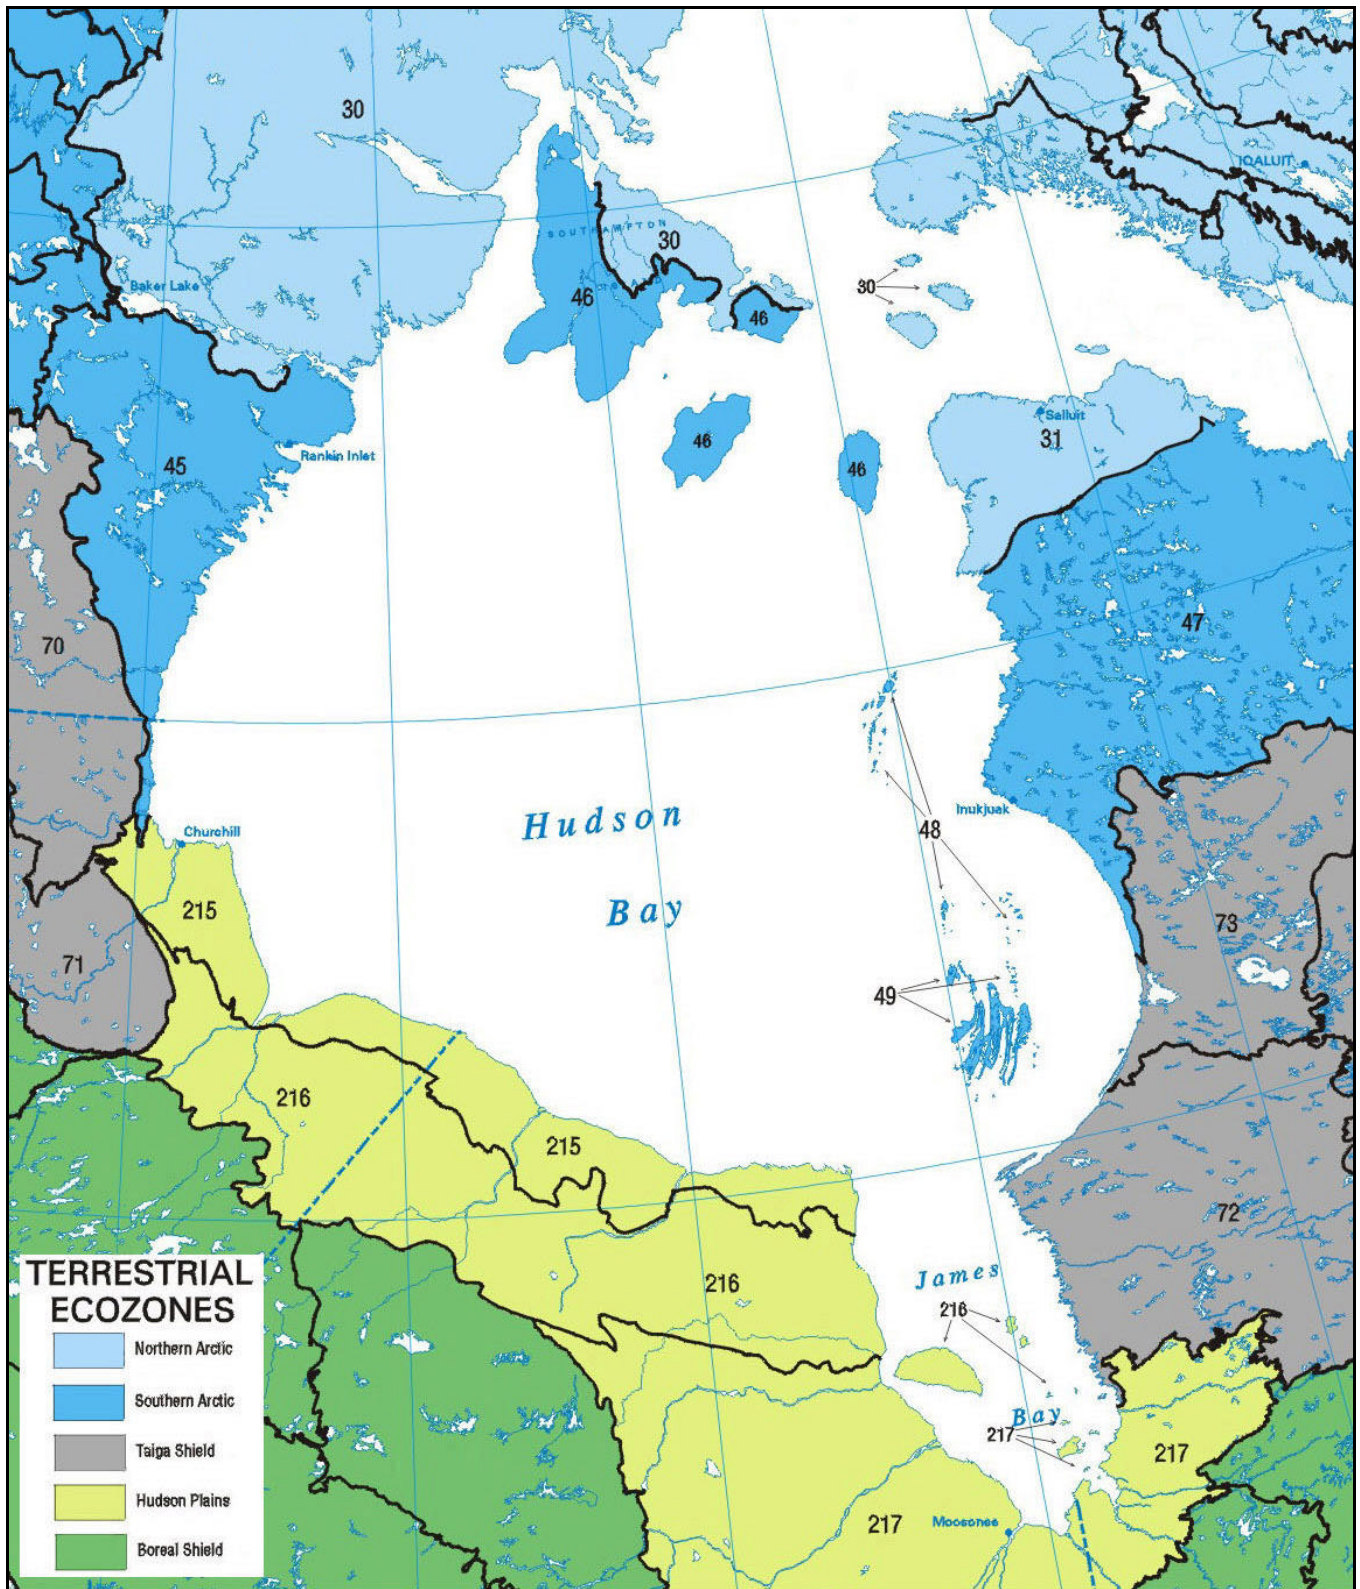 30
IQALUIT
SOUTHAMPTON
30
Baker Lake
30
46
46
Salluit
31
46
Rankin Inlet
45
46
47
70
Inukjuak
Hudson
48
Churchill
Bay
215
73
71
49
216
215
72
TERRESTRIAL
ECOZONES
Northern Arctic
Southern Arctic
Taiga Shield
Hudson Plains
Boreal Shield
216
James
216
Bay
217
217
217
Moosonee